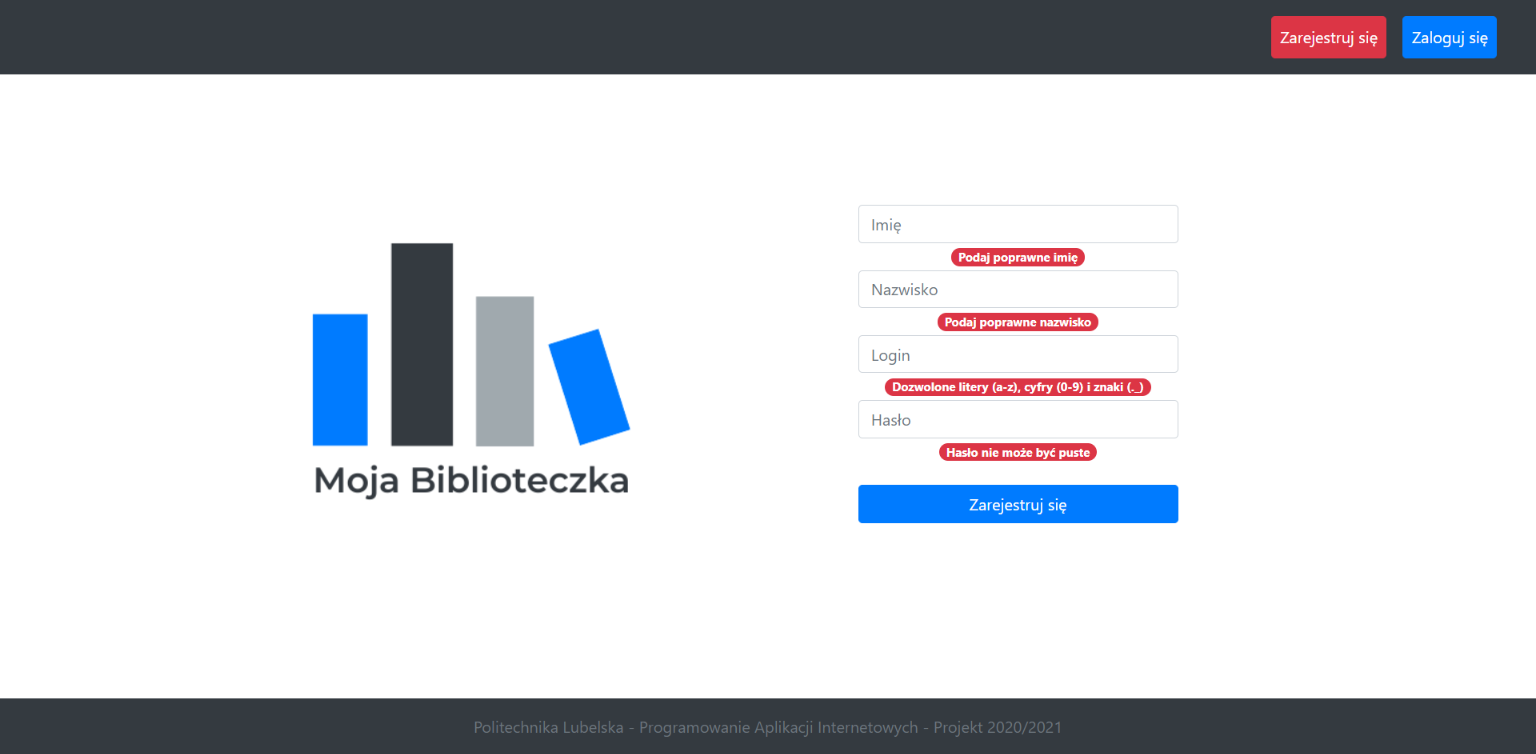 Zarejestruj się
Zaloguj się
Imię
Podaj poprawne imię
Nazwisko
Podaj poprawne nazwisko
Login
Dozwolone litery (a-z), cyfry (0-9) i znaki (._)
Hasło
Hasło nie może być puste
Zarejestruj się
Moja Biblioteczka
Politechnika Lubelska - Programowanie Aplikacji Internetowych - Projekt 2020/2021